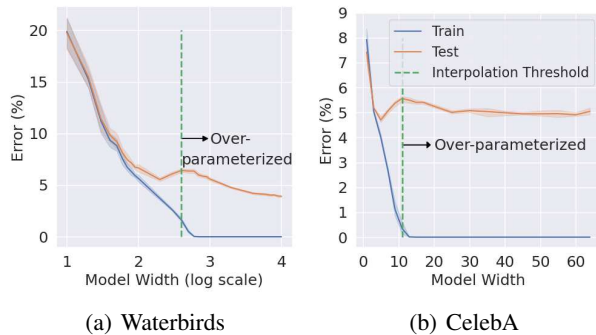 20
15
10
5
0
Error (%)
Over-
parameterized
1
2
3
4
Model Width (log scale)
(a) Waterbirds
9
8
7
6
5
4
3
2
1
0
Error (%)
Train
Test
Interpolation Threshold
Over-parameterized
0
10
20
30
40
50
60
Model Width
(b) CelebA